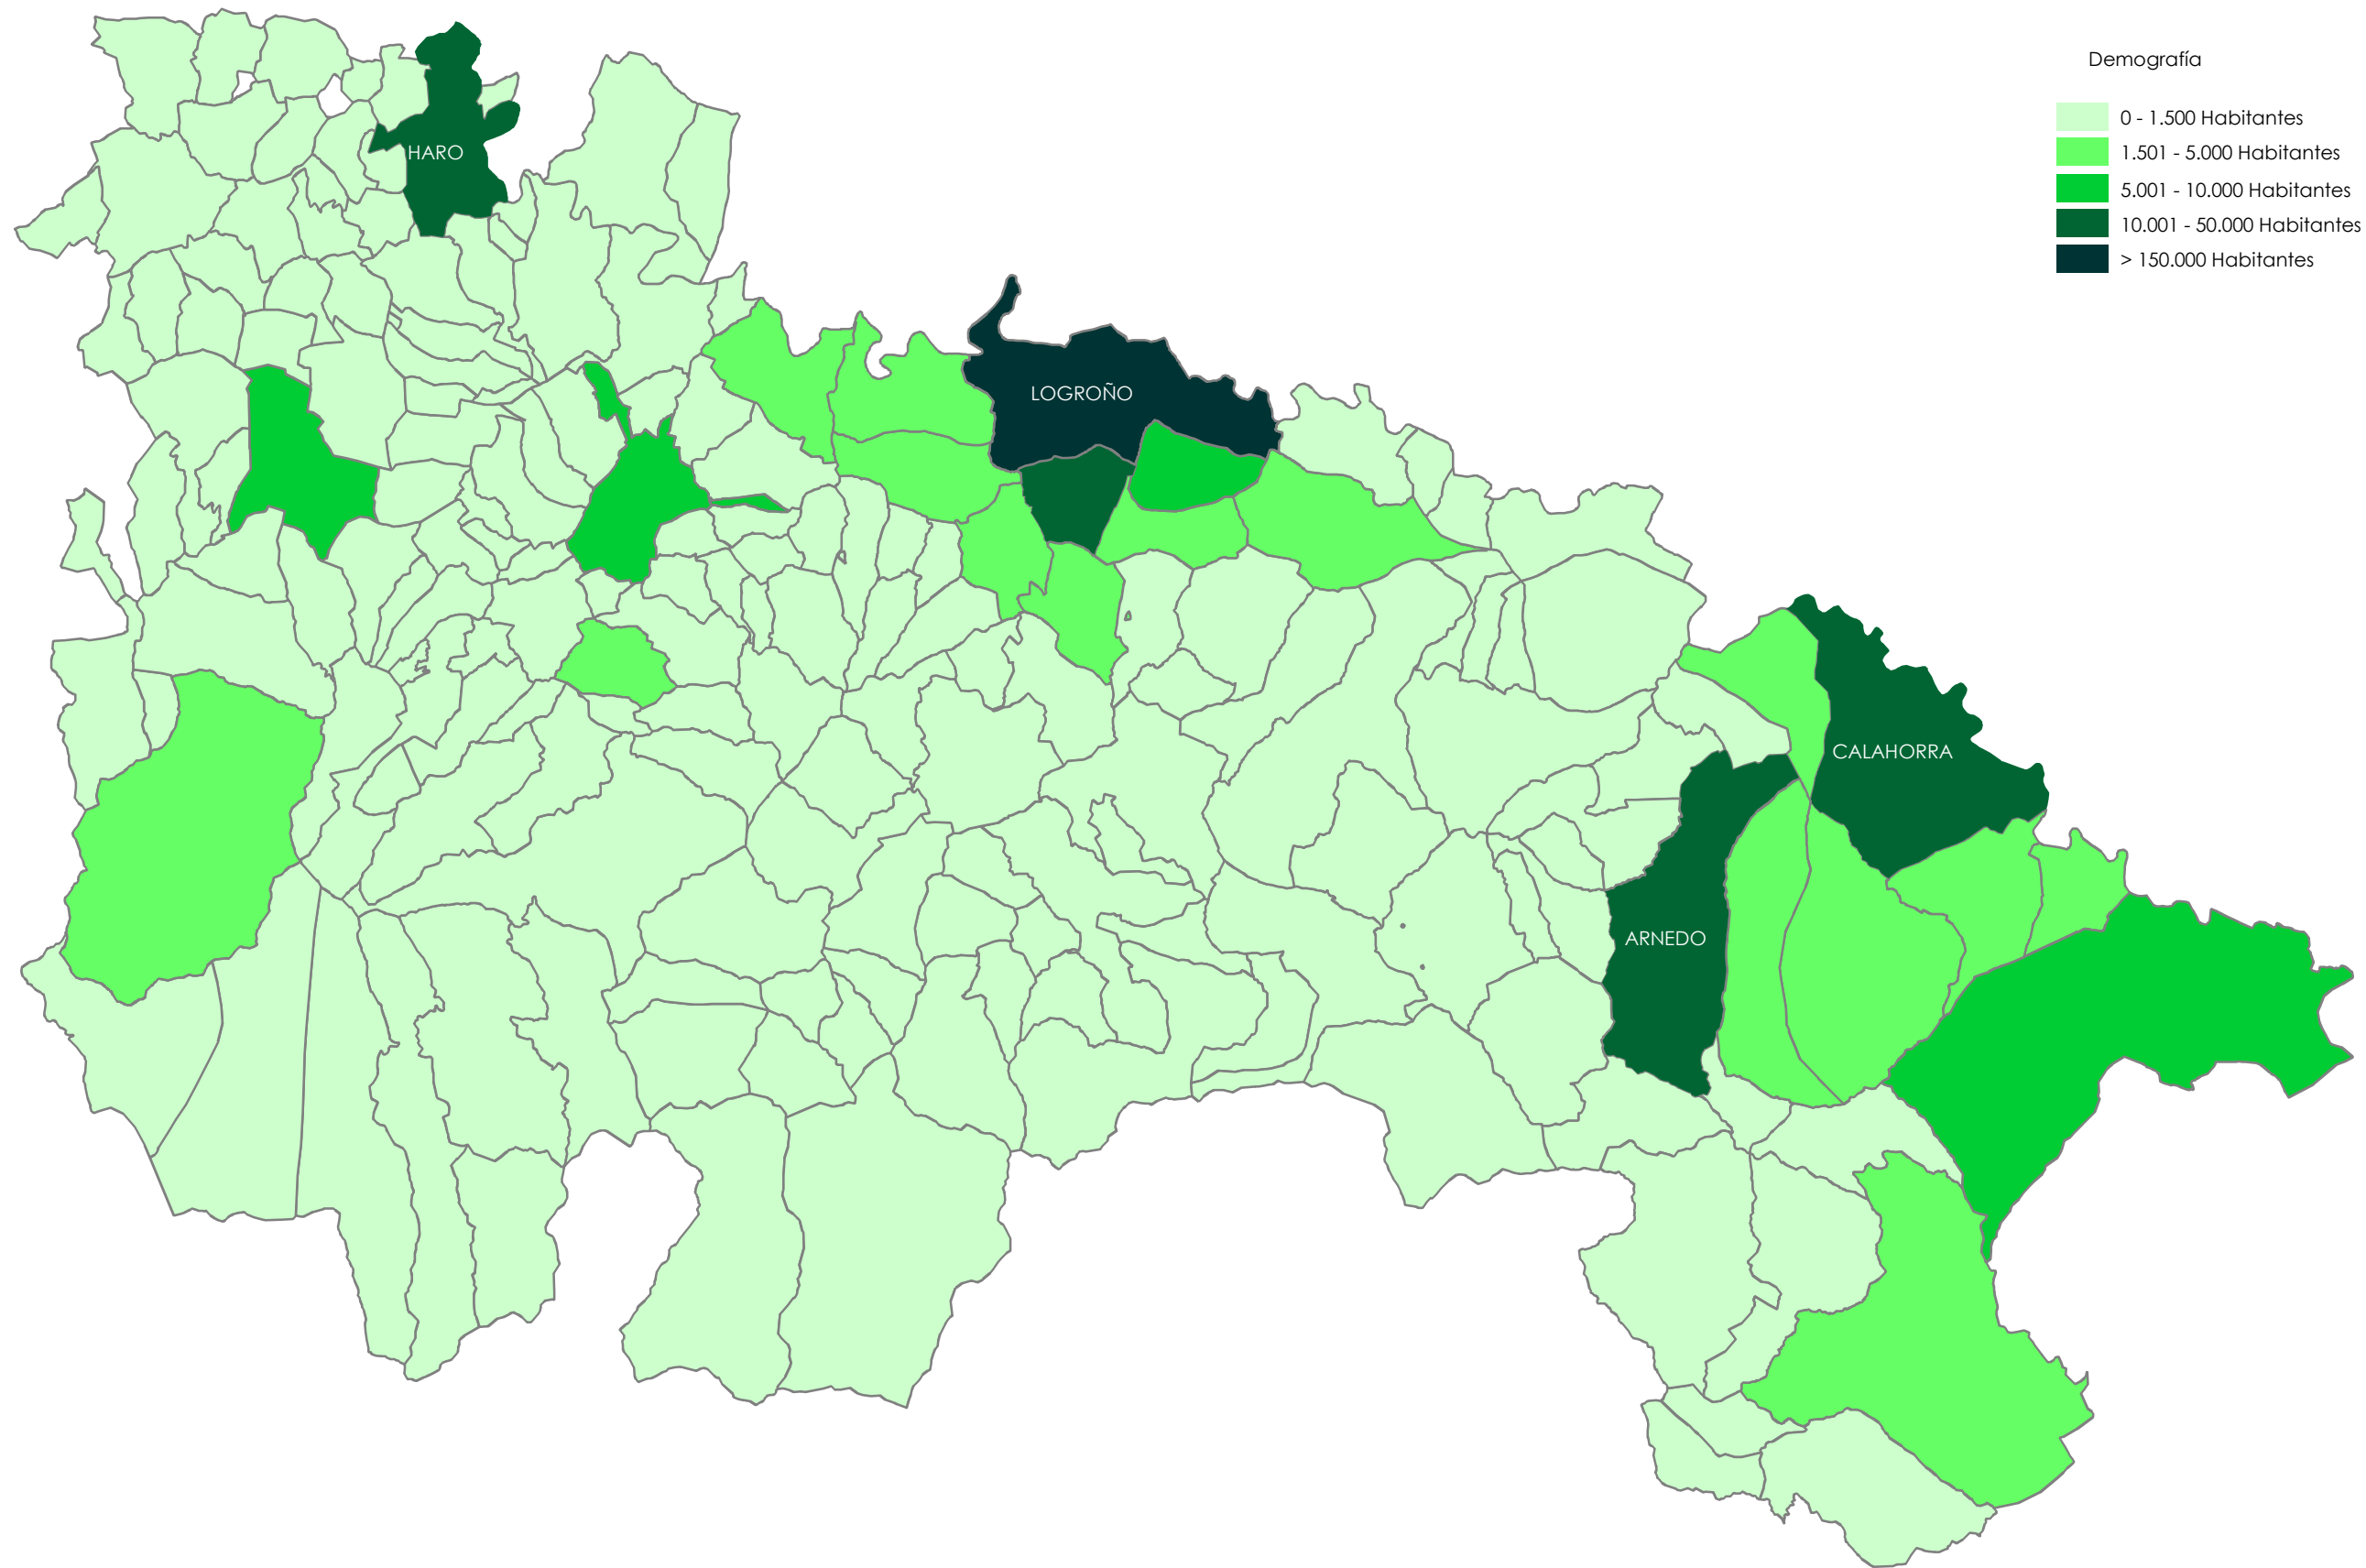 Demografía
0 - 1.500 Habitantes
1.501 - 5.000 Habitantes
5.001 - 10.000 Habitantes
10.001 - 50.000 Habitantes
> 150.000 Habitantes
HARO
LOGROÑO
CALAHORRA
ARNEDO